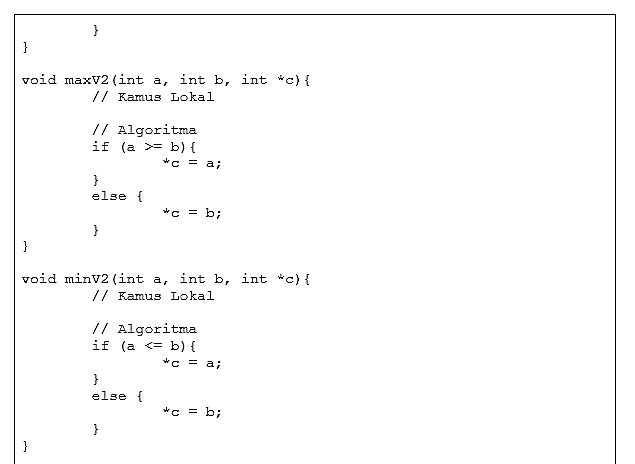 }
}

void maxV2(int a, int b, int *c){
        // Kamus Lokal

        // Algoritma
        if (a >= b){
                *c = a;
        }
        else {
                *c = b;
        }
}

void minV2(int a, int b, int *c){
        // Kamus Lokal

        // Algoritma
        if (a <= b){
                *c = a;
        }
        else {
                *c = b;
        }
}